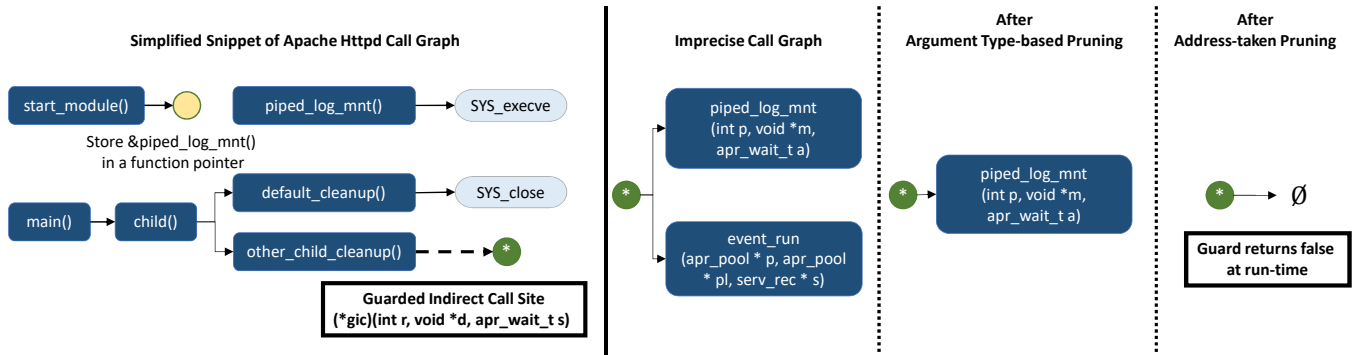 Simplified Snippet of Apache Httpd Call Graph
start_module()
piped_log_mnt()
SYS_execve
Store &piped_log_mnt()
in a function pointer
main()
child()
default_cleanup()
SYS_close
other_child_cleanup()
*
Guarded Indirect Call Site
(*gic)(int r, void *d, apr_wait_t s)
Imprecise Call Graph
*
piped_log_mnt
(int p, void *m,
apr_wait_t a)
event_run
(apr_pool * p, apr_pool
* pl, serv_rec * s)
After
Argument Type-based Pruning
*
piped_log_mnt
(int p, void *m,
apr_wait_t a)
After
Address-taken Pruning
*
Ø
Guard returns false
at run-time